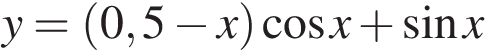 y = (0,5 − x) cos x + sin x